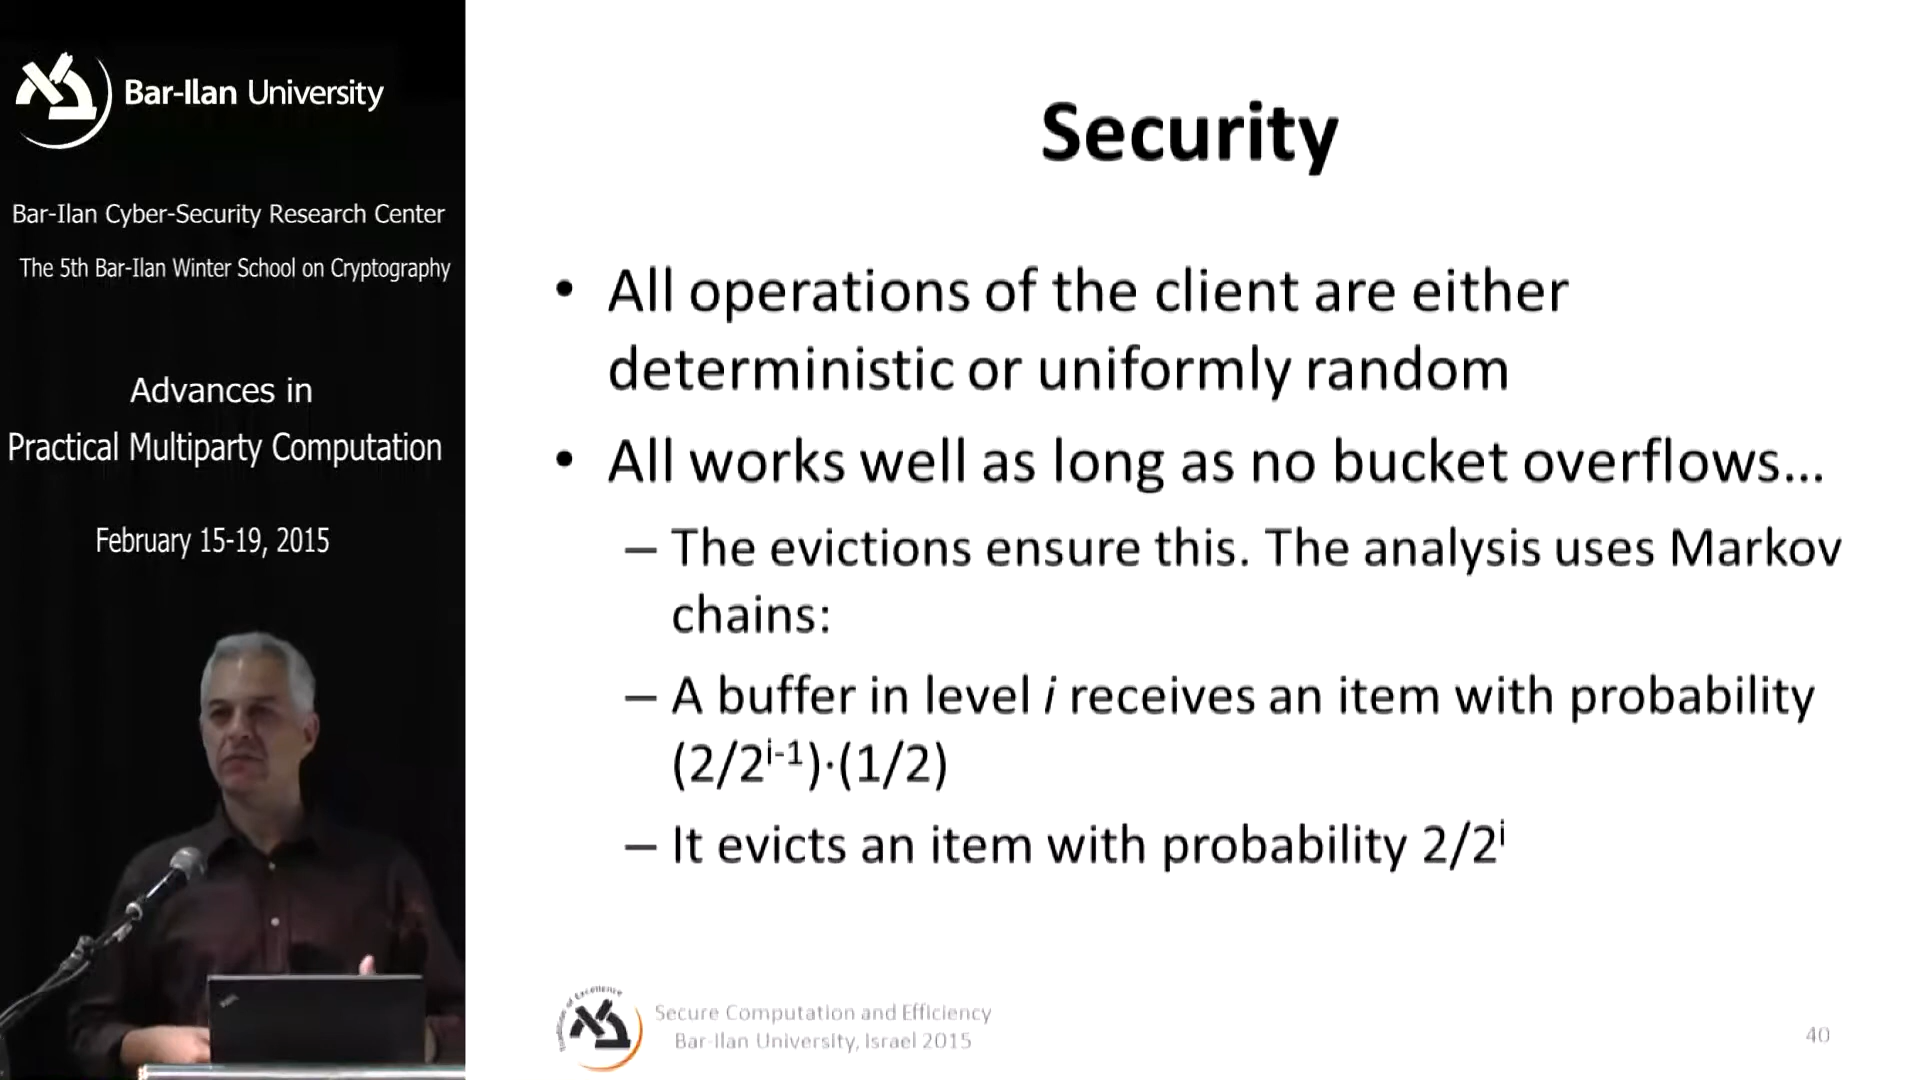 Bar-Ilan University
Bar-Ilan Cyber-Security Research Center
The 5th Bar-Ilan Winter School on Cryptography
Advances in
Practical Multiparty Computation
February 15-19, 2015
Security
• All operations of the client are either
deterministic or uniformly random
• All works well as long as no bucket overflows…
– The evictions ensure this. The analysis uses Markov
chains:
– A buffer in level i receives an item with probability
(2/2^{i-1})·(1/2)
– It evicts an item with probability 2/2^i
Secure Computation and Efficiency
Bar-Ilan University, Israel 2015
40